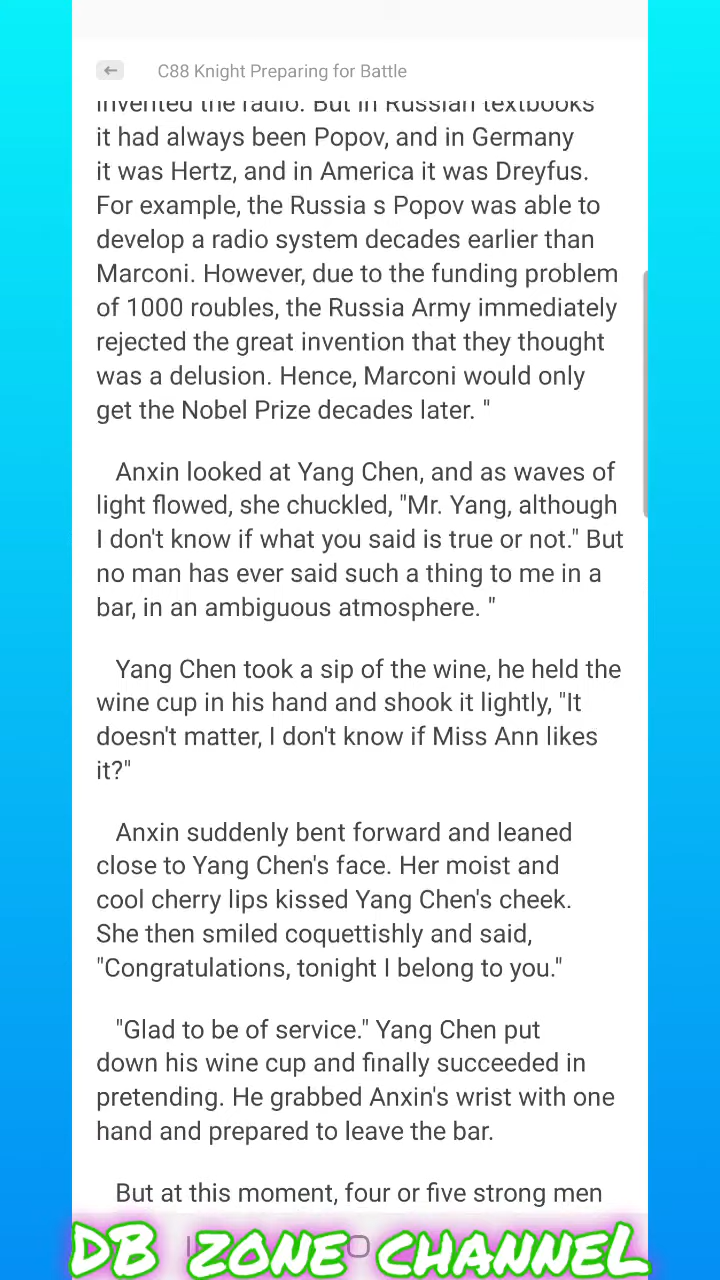 C88 Knight Preparing for Battle
invented the radio. But in Russian textbooks
it had always been Popov, and in Germany
it was Hertz, and in America it was Dreyfus.
For example, the Russia s Popov was able to
develop a radio system decades earlier than
Marconi. However, due to the funding problem
of 1000 roubles, the Russia Army immediately
rejected the great invention that they thought
was a delusion. Hence, Marconi would only
get the Nobel Prize decades later. "
Anxin looked at Yang Chen, and as waves of
light flowed, she chuckled, "Mr. Yang, although
I don't know if what you said is true or not." But
no man has ever said such a thing to me in a
bar, in an ambiguous atmosphere. "
Yang Chen took a sip of the wine, he held the
wine cup in his hand and shook it lightly, "It
doesn't matter, I don't know if Miss Ann likes
it?"
Anxin suddenly bent forward and leaned
close to Yang Chen's face. Her moist and
cool cherry lips kissed Yang Chen's cheek.
She then smiled coquettishly and said,
"Congratulations, tonight I belong to you."
"Glad to be of service." Yang Chen put
down his wine cup and finally succeeded in
pretending. He grabbed Anxin's wrist with one
hand and prepared to leave the bar.
But at this moment, four or five strong men
DB ZONE CHANNEL